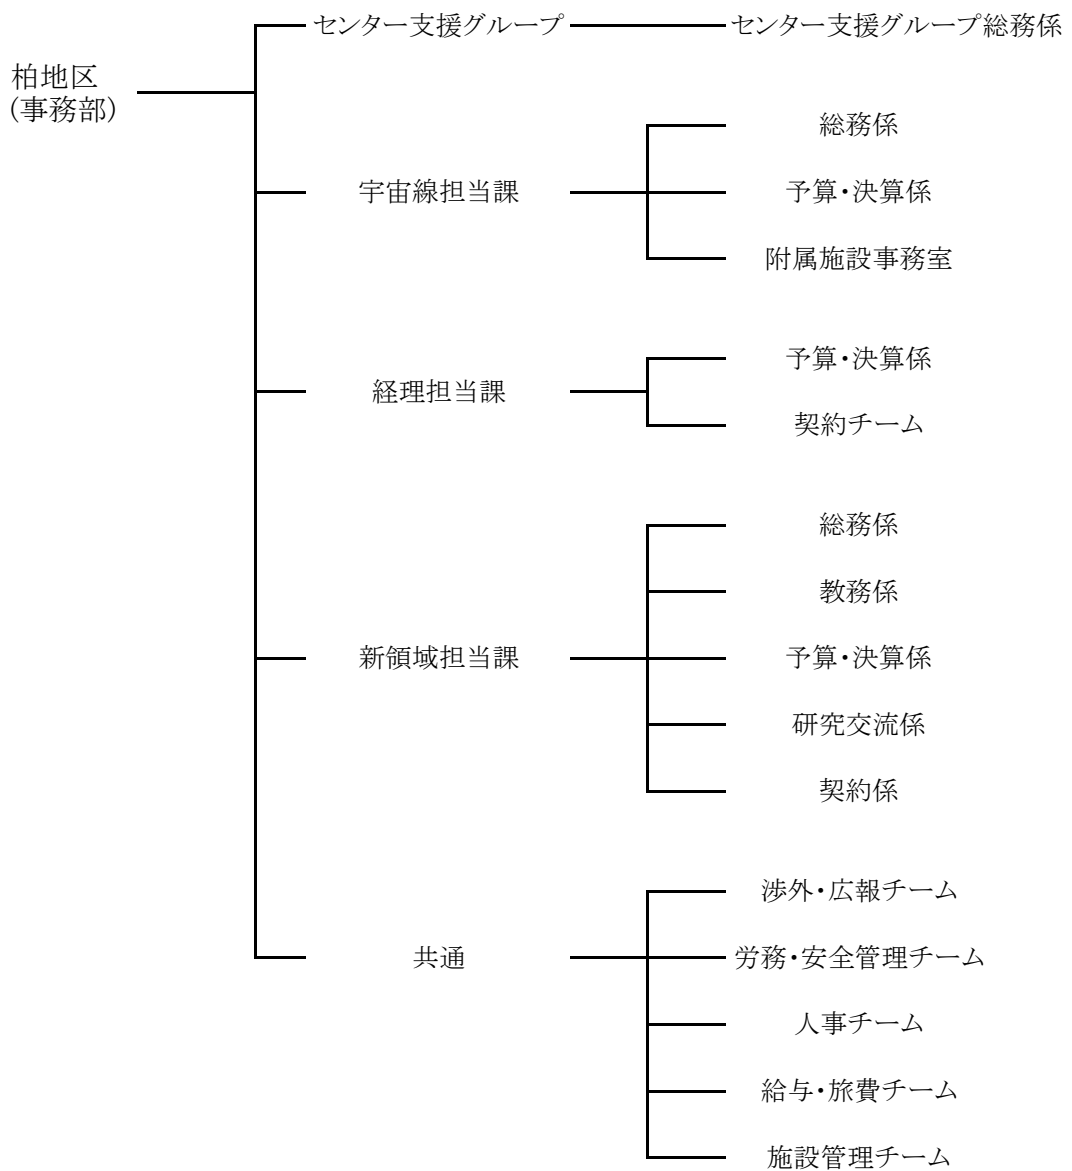 センター支援グループ
センター支援グループ総務係
柏地区
(事務部)
宇宙線担当課
総務係
予算・決算係
附属施設事務室
経理担当課
予算・決算係
契約チーム
新領域担当課
総務係
教務係
予算・決算係
研究交流係
契約係
共通
渉外・広報チーム
労務・安全管理チーム
人事チーム
給与・旅費チーム
施設管理チーム